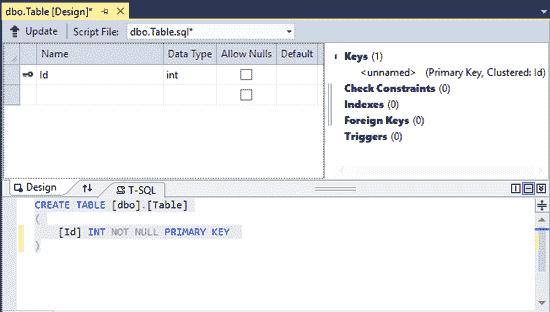 dbo.Table [Design]*
Update Script File: dbo.Table.sql*
Name Data Type Allow Nulls Default
Id int
Keys (1)
<unnamed> (Primary Key, Clustered: Id)
Check Constraints (0)
Indexes (0)
Foreign Keys (0)
Triggers (0)
Design T-SQL
CREATE TABLE [dbo].[Table]
(
[Id] INT NOT NULL PRIMARY KEY
)